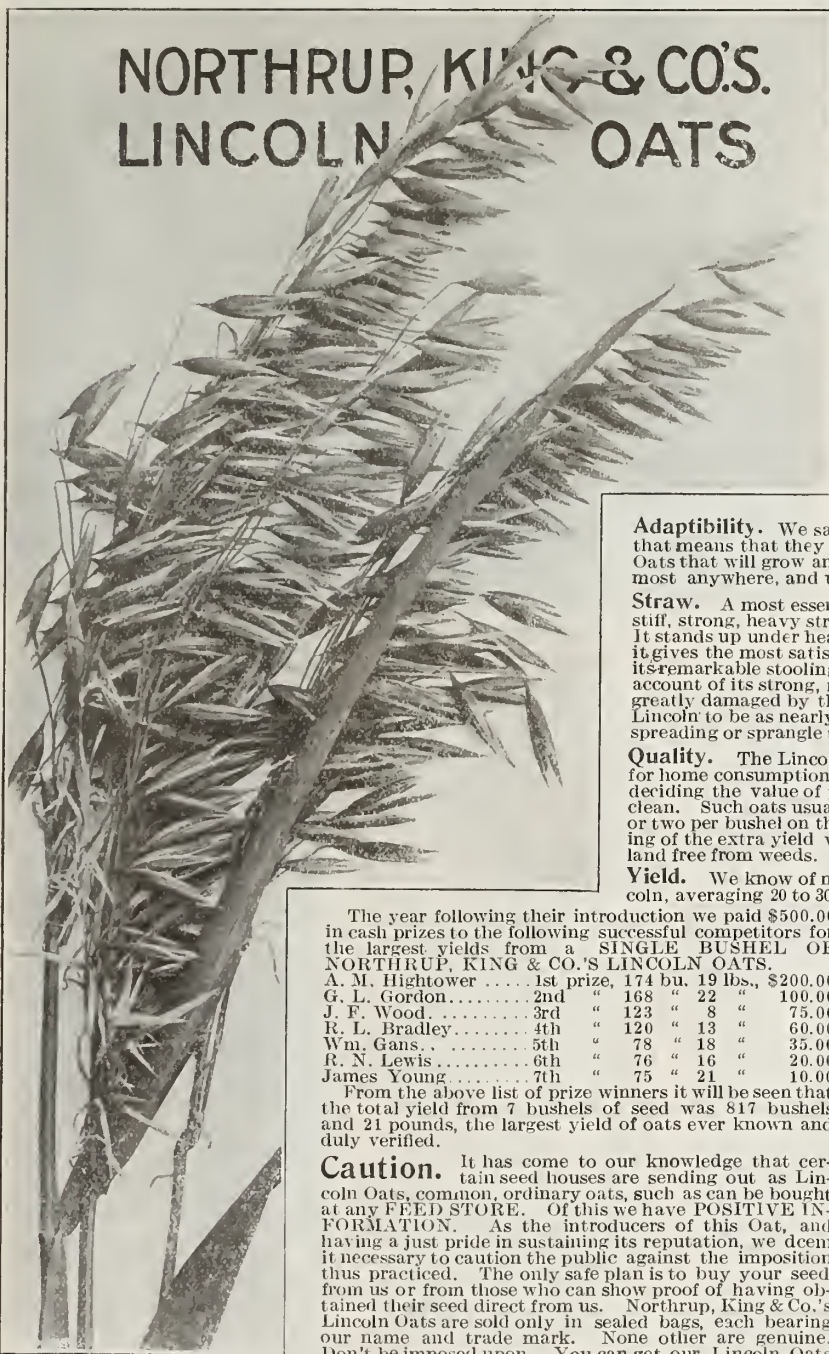 NORTHRUP, KING & CO'S.
LINCOLN OATS
Adaptibility. We
that means that they
Oats that will grow
most anywhere, and
Straw. A most
stiff, strong, heavy
It stands up under
it gives the most
its remarkable
account of its strong,
greatly damaged by
Lincoln to be as nearly
spreading or sprangle
Quality. The
for home consumption
deciding the value of
clean. Such oats
or two per bushel on
ing of the extra yield
land free from weeds.
Yield. We know of
coln, averaging 20 to
The year following their introduction we paid $500.00
in cash prizes to the following successful competitors for
the largest yields from a SINGLE BUSHEL OF
NORTHRUP, KING & CO.'S LINCOLN OATS.
A. M. Hightower ..... 1st prize, 174 bu. 19 lbs., $200.00
G. L. Gordon......... 2nd “ 168 “ 22 “ 100.00
J. F. Wood........... 3rd “ 123 “ 8 “ 75.00
R. L. Bradley........ 4th “ 120 “ 13 “ 60.00
Wm. Gans.. ......... 5th “ 78 “ 18 “ 35.00
R. N. Lewis.......... 6th “ 76 “ 16 “ 20.00
James Young......... 7th “ 75 “ 21 “ 10.00
From the above list of prize winners it will be seen that
the total yield from 7 bushels of seed was 817 bushels
and 21 pounds, the largest yield of oats ever known and
duly verified.
Caution. It has come to our knowledge that cer-
tain seed houses are sending out as Lin-
coln Oats, common, ordinary oats, such as can be bought
at any FEED STORE. Of this we have POSITIVE IN-
FORMATION. As the introducers of this Oat, and
having a just pride in sustaining its reputation, we deem
it necessary to caution the public against the imposition
thus practiced. The only safe plan is to buy your seed
from us or from those who can show proof of having ob-
tained their seed direct from us. Northrup, King & Co.'s
Lincoln Oats are sold only in sealed bags, each bearing
our name and trade mark. None other are genuine.
Don't be imposed upon. You can get our Lincoln Oats